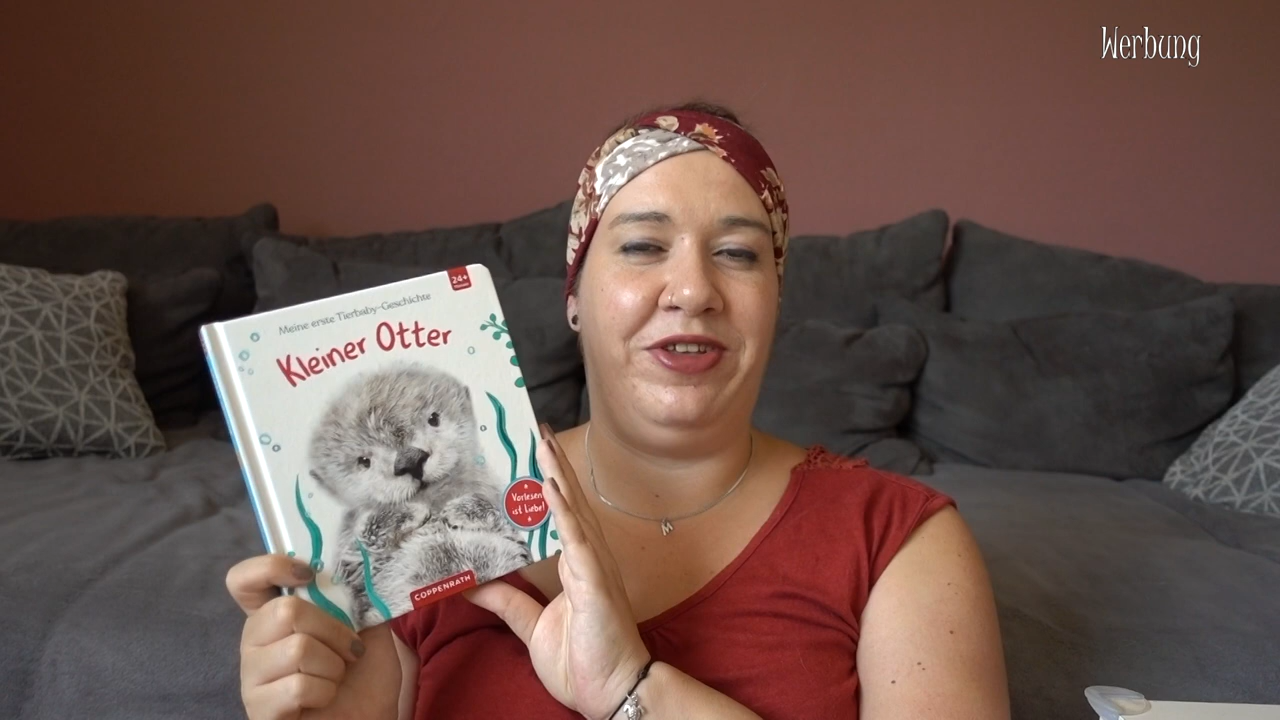 Werbung
24+
Meine erste Tierbaby-Geschichte
Kleiner Otter
Vorlesen
ist Liebe!
COPPENRATH
M